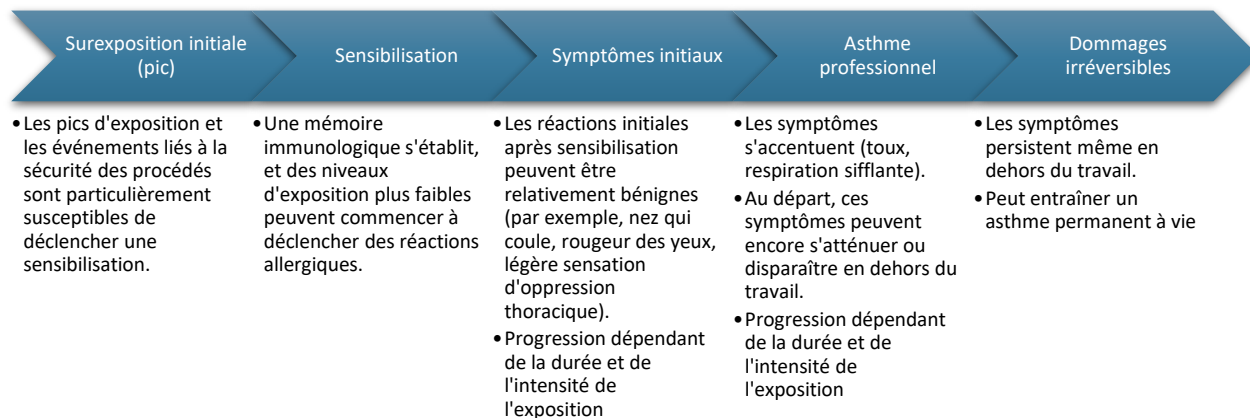 Surexposition initiale
(pic)
Sensibilisation
Symptômes initiaux
Asthme
professionnel
Dommages
irréversibles
•Les pics d'exposition et
les événements liés à la
sécurité des procédés
sont particulièrement
susceptibles de
déclencher une
sensibilisation.
•Une mémoire
immunologique s'établit,
et des niveaux
d'exposition plus faibles
peuvent commencer à
déclencher des réactions
allergiques.
•Les réactions initiales
après sensibilisation
peuvent être
relativement bénignes
(par exemple, nez qui
coule, rougeur des yeux,
légère sensation
d'oppression
thoracique).
•Progression dépendant
de la durée et de
l'intensité de
l'exposition
•Les symptômes
s'accentuent (toux,
respiration sifflante).
•Au départ, ces
symptômes peuvent
encore s'atténuer ou
disparaître en dehors du
travail.
•Progression dépendant
de la durée et de
l'intensité de
l'exposition
•Les symptômes
persistent même en
dehors du travail.
•Peut entraîner un
asthme permanent à vie